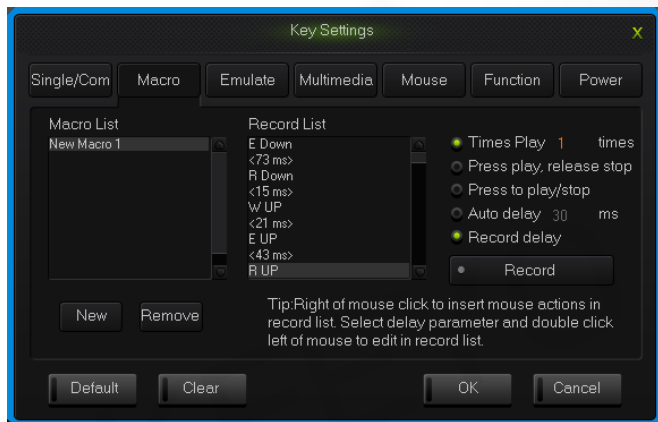 Key Settings
X
Single/Com
Macro
Emulate
Multimedia
Mouse
Function
Power
Macro List
New Macro 1
Record List
E Down
<73 ms>
R Down
<15 ms>
W UP
<21 ms>
E UP
<43 ms>
R UP
Times Play 1 times
Press play, release stop
Press to play/stop
Auto delay 30 ms
Record delay
Record
New
Remove
Tip:Right of mouse click to insert mouse actions in
record list. Select delay parameter and double click
left of mouse to edit in record list.
Default
Clear
OK
Cancel